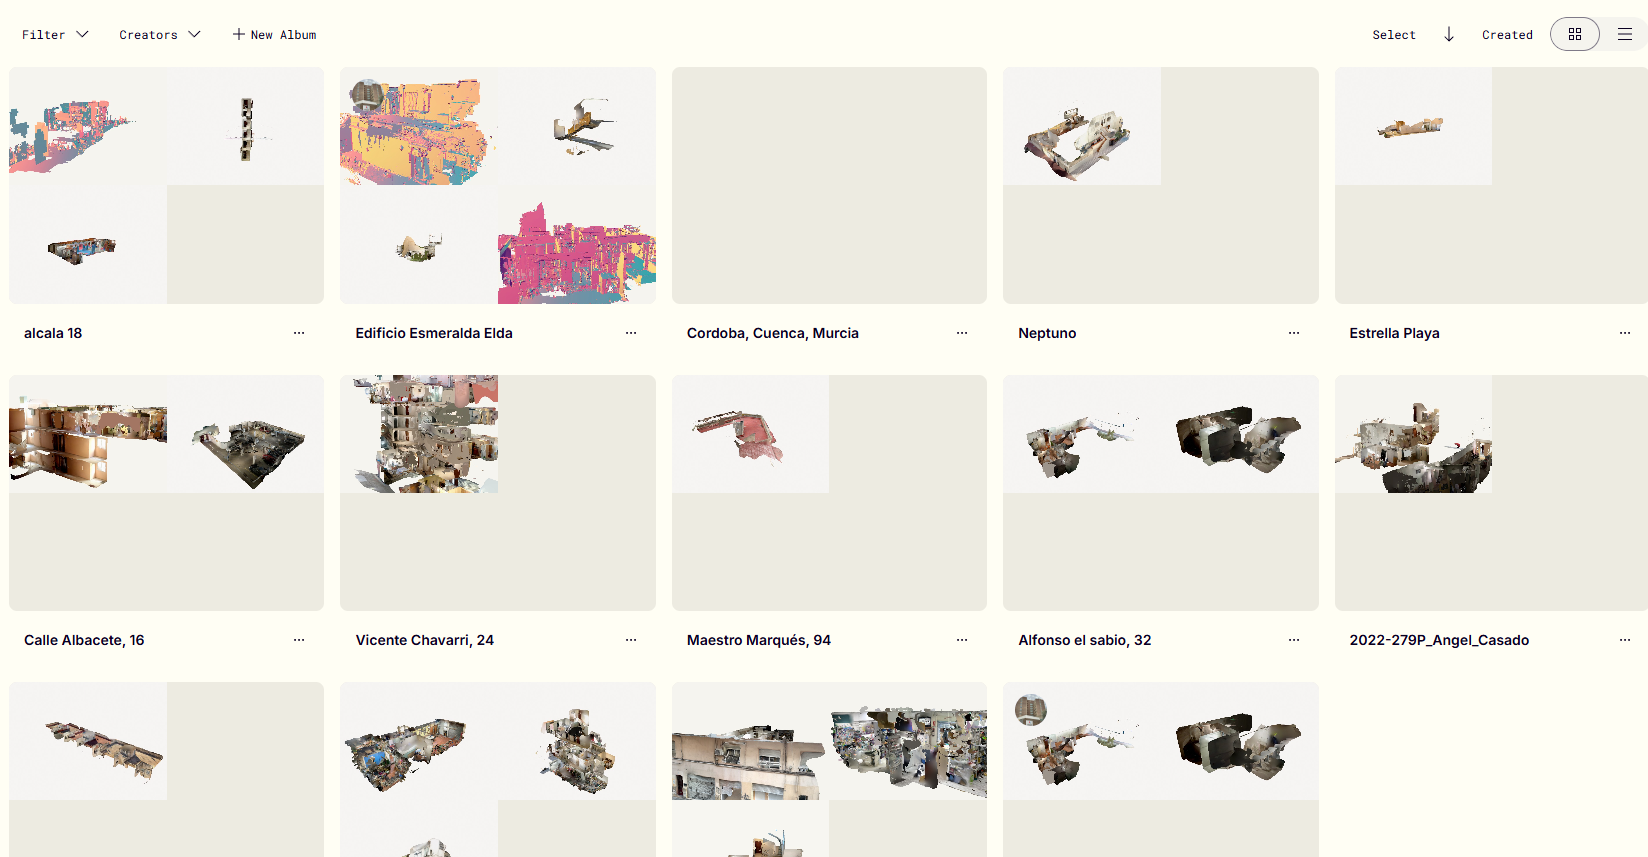 Filter
Creators
New Album
Select
Created
alcala 18
Edificio Esmeralda Elda
Cordoba, Cuenca, Murcia
Neptuno
Estrella Playa
Calle Albacete, 16
Vicente Chavarri, 24
Maestro Marqués, 94
Alfonso el sabio, 32
2022-279P_Angel_Casado